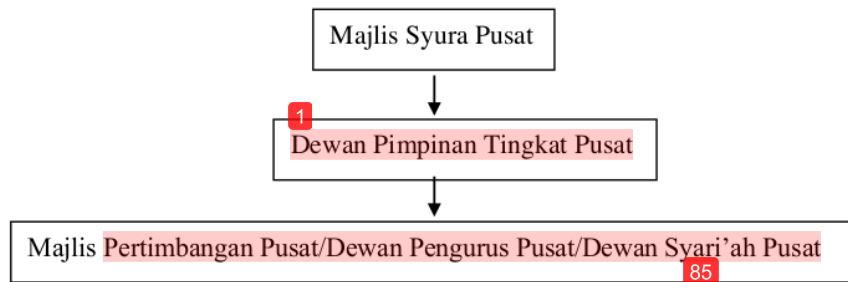 Majlis Syura Pusat
1
Dewan Pimpinan Tingkat Pusat
Majlis Pertimbangan Pusat/Dewan Pengurus Pusat/Dewan Syari’ah Pusat
85